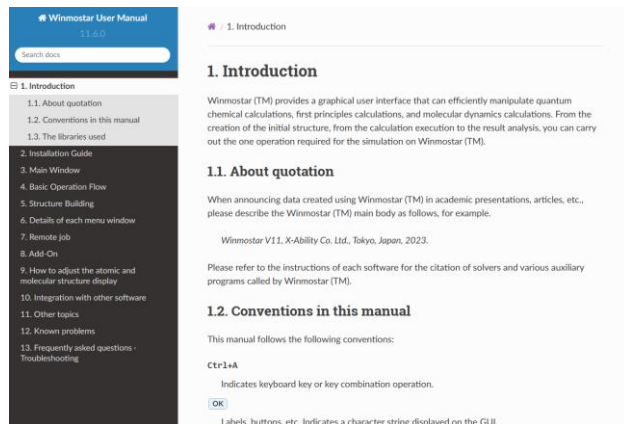 Winmostar User Manual
11.6.0
Search docs
1. Introduction
1.1. About quotation
1.2. Conventions in this manual
1.3. The libraries used
2. Installation Guide
3. Main Window
4. Basic Operation Flow
5. Structure Building
6. Details of each menu window
7. Remote job
8. Add-On
9. How to adjust the atomic and
molecular structure display
10. Integration with other software
11. Other topics
12. Known problems
13. Frequently asked questions -
Troubleshooting
/ 1. Introduction
1. Introduction
Winmostar (TM) provides a graphical user interface that can efficiently manipulate quantum
chemical calculations, first principles calculations, and molecular dynamics calculations. From the
creation of the initial structure, from the calculation execution to the result analysis, you can carry
out the one operation required for the simulation on Winmostar (TM).
1.1. About quotation
When announcing data created using Winmostar (TM) in academic presentations, articles, etc.,
please describe the Winmostar (TM) main body as follows, for example.
Winmostar V11, X-Ability Co. Ltd., Tokyo, Japan, 2023.
Please refer to the instructions of each software for the citation of solvers and various auxiliary
programs called by Winmostar (TM).
1.2. Conventions in this manual
This manual follows the following conventions:
Ctrl+A
Indicates keyboard key or key combination operation.
OK
Labels, buttons, etc. Indicates a character string displayed on the GUI.